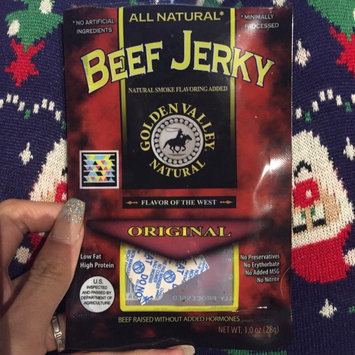 ALL NATURAL*
*NO ARTIFICIAL
INGREDIENTS
*MINIMALLY
PROCESSED
BEEF JERKY
NATURAL SMOKE FLAVORING ADDED
GOLDEN VALLEY
NATURAL
FLAVOR OF THE WEST
ORIGINAL
Low Fat
High Protein
No Preservatives
No Erythorbate
No Added MSG
No Nitrite
U.S.
INSPECTED
AND PASSED BY
DEPARTMENT OF
AGRICULTURE
DO NO
BEEF RAISED WITHOUT ADDED HORMONES
NET WT. 1.0 oz (28g)